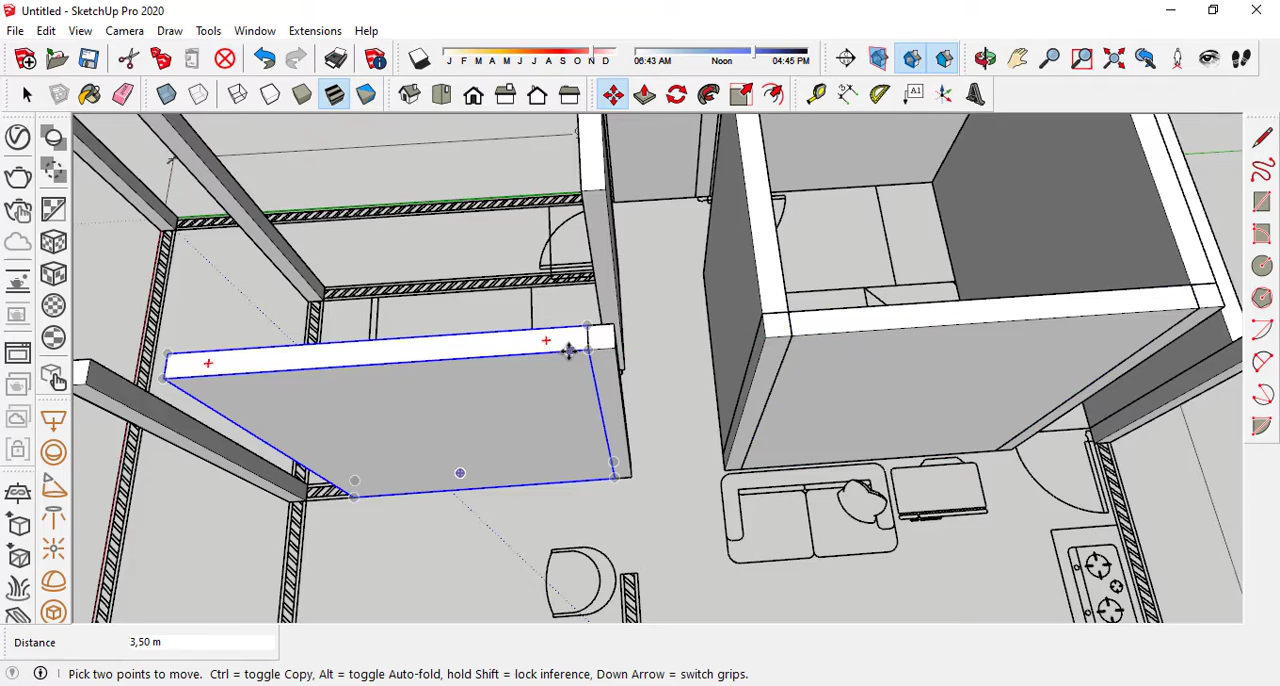 Untitled - SketchUp Pro 2020
File Edit View Camera Draw Tools Window Extensions Help
J F M A M J J A S O N D 06:43 AM Noon 04:45 PM
A1
Distance 3,50 m
Pick two points to move. Ctrl = toggle Copy, Alt = toggle Auto-fold, hold Shift = lock inference, Down Arrow = switch grips.